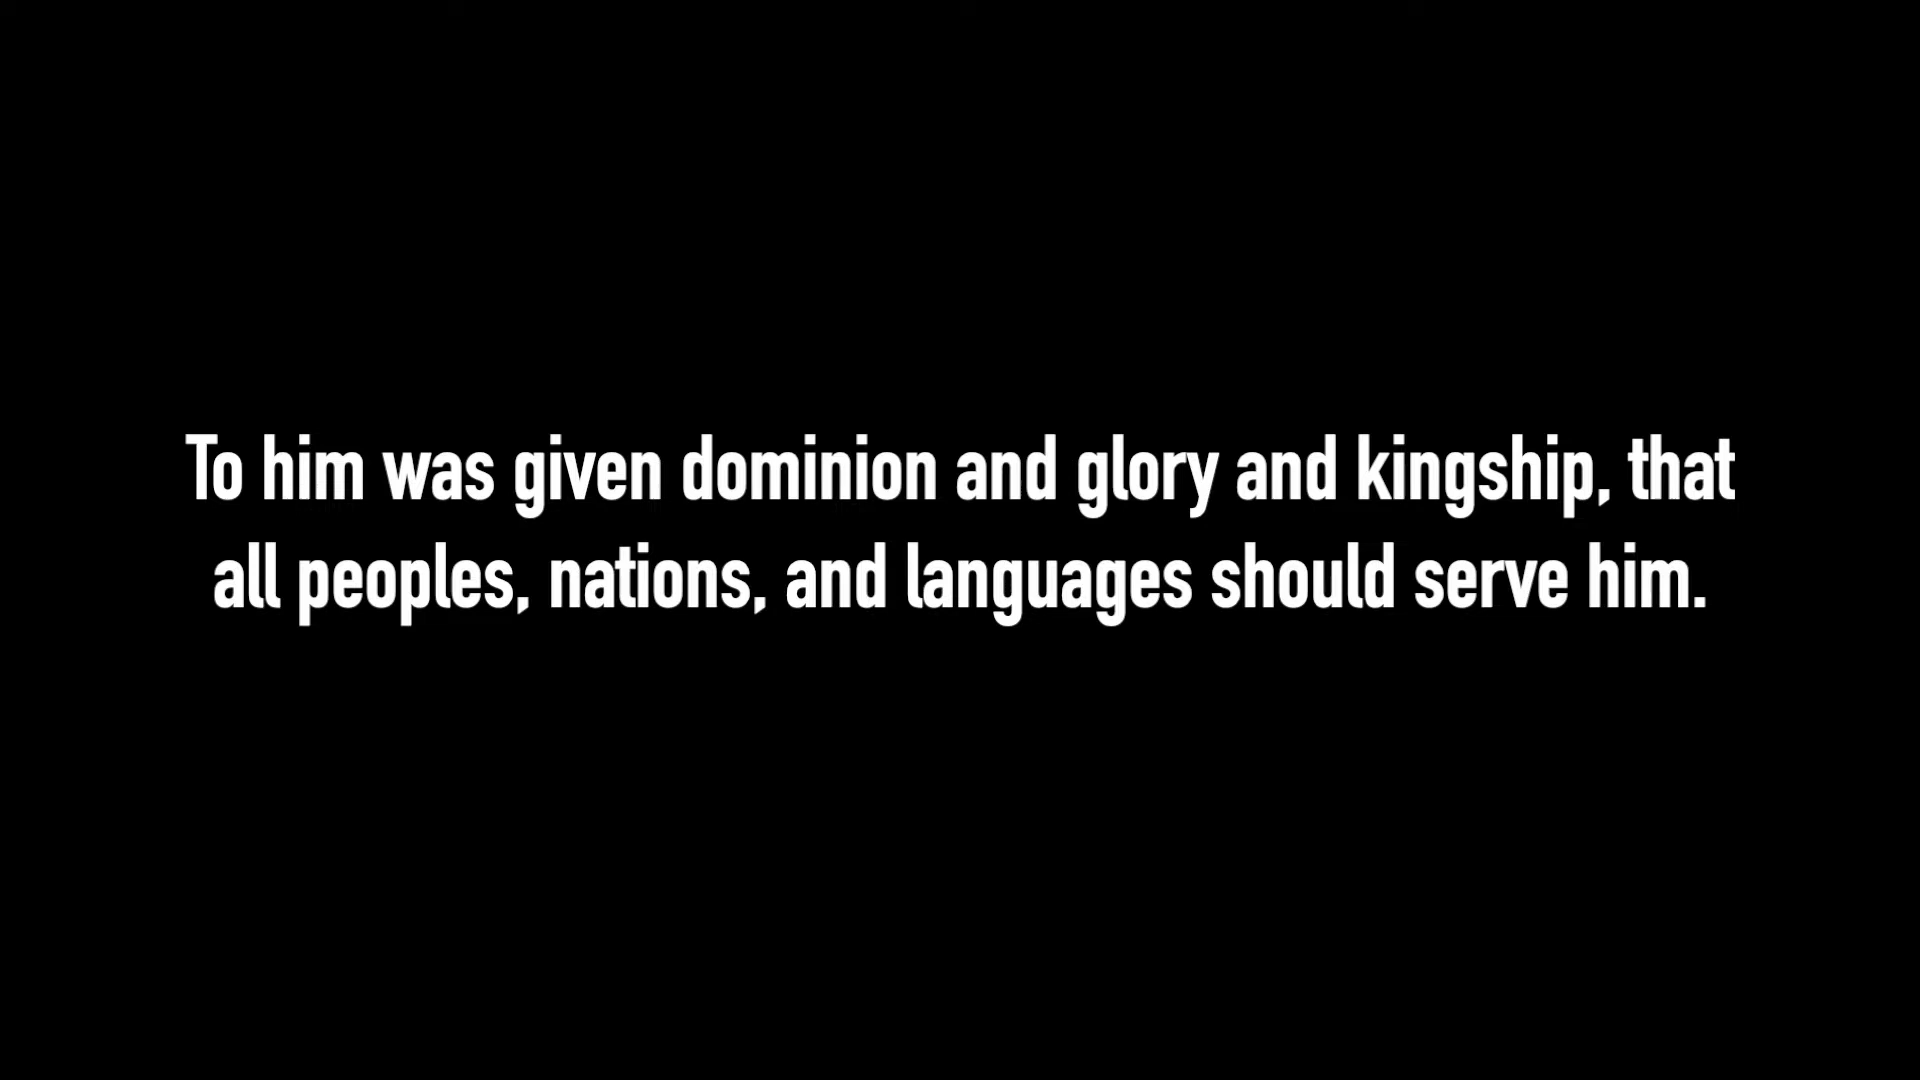 To him was given dominion and glory and kingship, that
all peoples, nations, and languages should serve him.